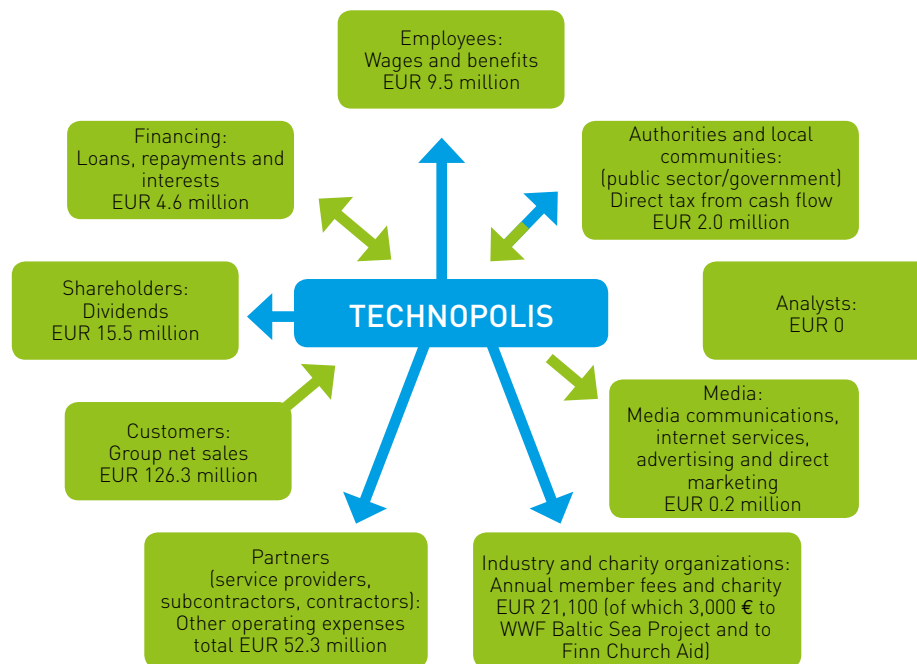 Employees:
Wages and benefits
EUR 9.5 million
Financing:
Loans, repayments and
interests
EUR 4.6 million
Authorities and local
communities:
(public sector/government)
Direct tax from cash flow
EUR 2.0 million
Shareholders:
Dividends
EUR 15.5 million
TECHNOPOLIS
Analysts:
EUR 0
Customers:
Group net sales
EUR 126.3 million
Media:
Media communications,
internet services,
advertising and direct
marketing
EUR 0.2 million
Partners
(service providers,
subcontractors, contractors):
Other operating expenses
total EUR 52.3 million
Industry and charity organizations:
Annual member fees and charity
EUR 21,100 (of which 3,000 € to
WWF Baltic Sea Project and to
Finn Church Aid)